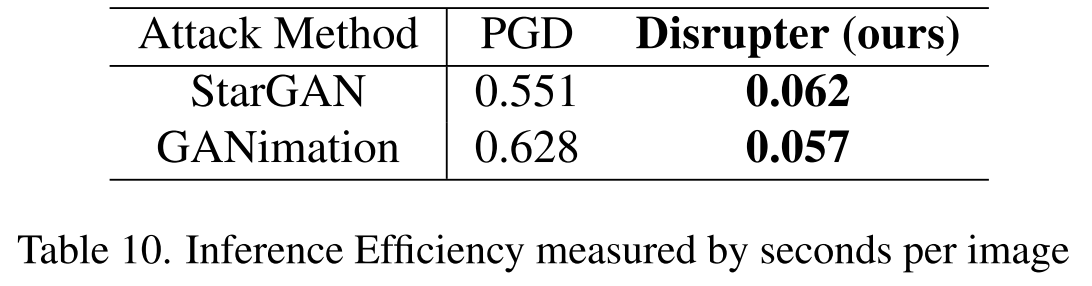 Attack Method PGD Disrupter (ours)
StarGAN 0.551 0.062
GANimation 0.628 0.057
Table 10. Inference Efficiency measured by seconds per image